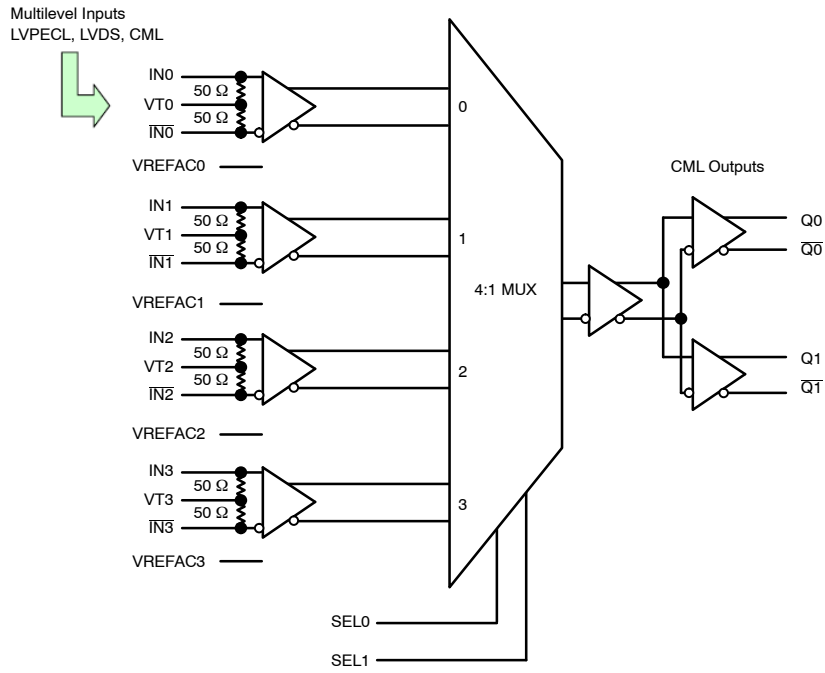 Multilevel Inputs
LVPECL, LVDS, CML
IN0
50 Ω
VT0
50 Ω
IN0
VREFAC0
0
IN1
50 Ω
VT1
50 Ω
IN1
VREFAC1
1
IN2
50 Ω
VT2
50 Ω
IN2
VREFAC2
2
IN3
50 Ω
VT3
50 Ω
IN3
VREFAC3
3
4:1 MUX
SEL0
SEL1
CML Outputs
Q0
Q0
Q1
Q1